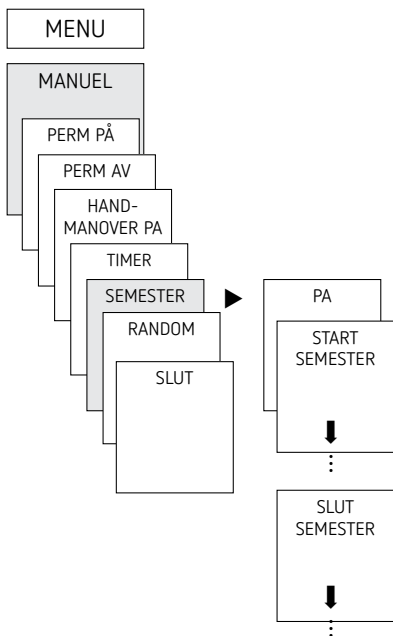 MENU
MANUEL
PERM PÅ
PERM AV
HAND-
MANOVER PA
TIMER
SEMESTER
RANDOM
SLUT
PA
START
SEMESTER
SLUT
SEMESTER